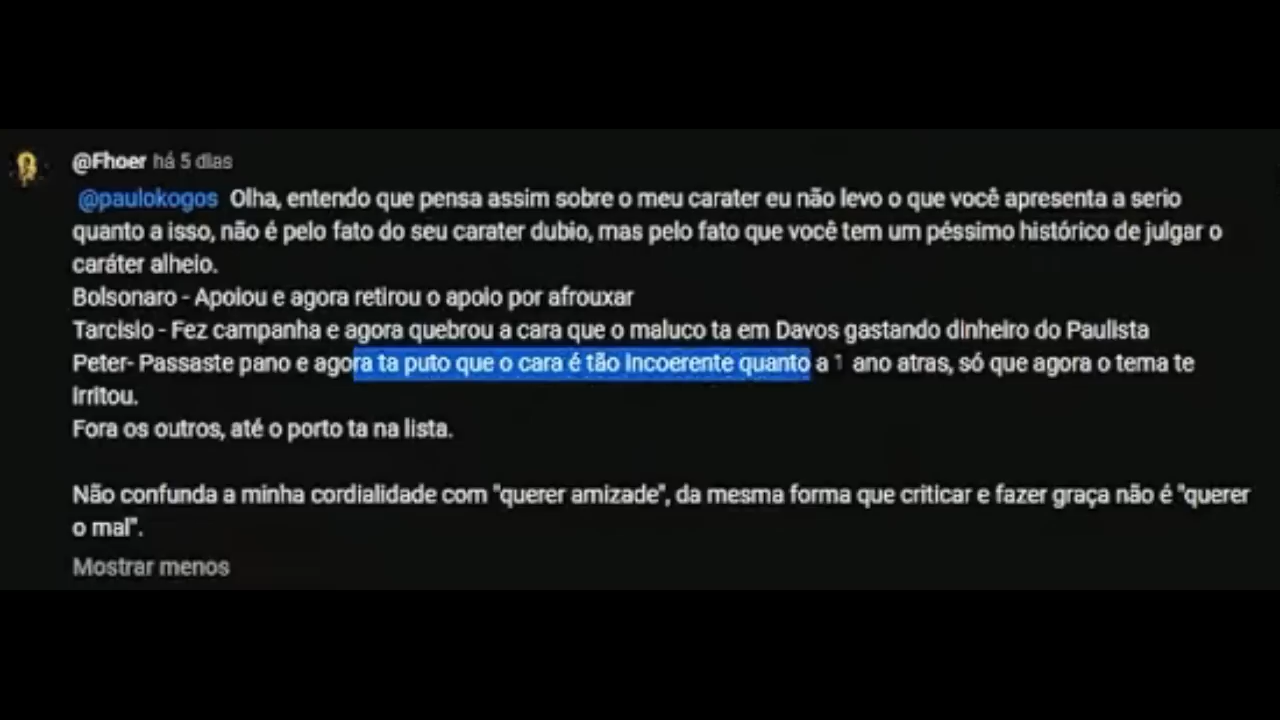 @Fhoer há 5 dias
@paulokogos Olha, entendo que pensa assim sobre o meu carater eu não levo o que você apresenta a serio
quanto a isso, não é pelo fato do seu carater dubio, mas pelo fato que você tem um péssimo histórico de julgar o
caráter alheio.
Bolsonaro - Apoiou e agora retirou o apoio por afrouxar
Tarcisio - Fez campanha e agora quebrou a cara que o maluco ta em Davos gastando dinheiro do Paulista
Peter- Passaste pano e agora ta puto que o cara é tão incoerente quanto a 1 ano atras, só que agora o tema te
irritou.
Fora os outros, até o porto ta na lista.
Não confunda a minha cordialidade com "querer amizade", da mesma forma que criticar e fazer graça não é "querer
o mal".
Mostrar menos